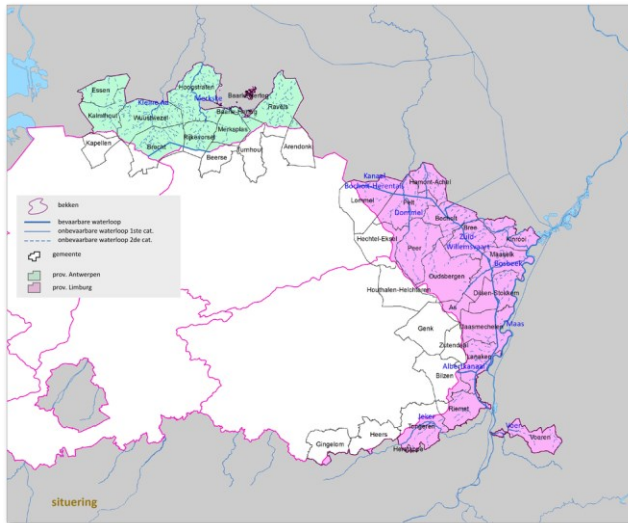 Essen
Hoogstraten
Kleine Aa
Merkske
Baarle-Hertog
Kalmthout
Wuustwezel
Baarle-Hertog
Ravels
Merksplas
Brecht
Rijkevorsel
Kapellen
Beerse
Turnhout
Arendonk
Kanaal
Bocholt-Herentals
Hamont-Achel
Lommel
Pelt
Dommel
Bocholt
Bree
Kinrooi
Zuid-
Willemsvaart
Maaseik
Hechtel-Eksel
Peer
Bosbeek
Oudsbergen
Dilsen-Stokkem
Houthalen-Helchteren
As
Genk
Maasmechelen
Maas
Zutendaal
Lanaken
Albertkanaal
Bilzen
Riemst
Jeker
Tongeren
Voer
Voeren
Heers
Gingelom
Herstappe
bekken
bevaarbare waterloop
onbevaarbare waterloop 1ste cat.
onbevaarbare waterloop 2de cat.
gemeente
prov. Antwerpen
prov. Limburg
situering